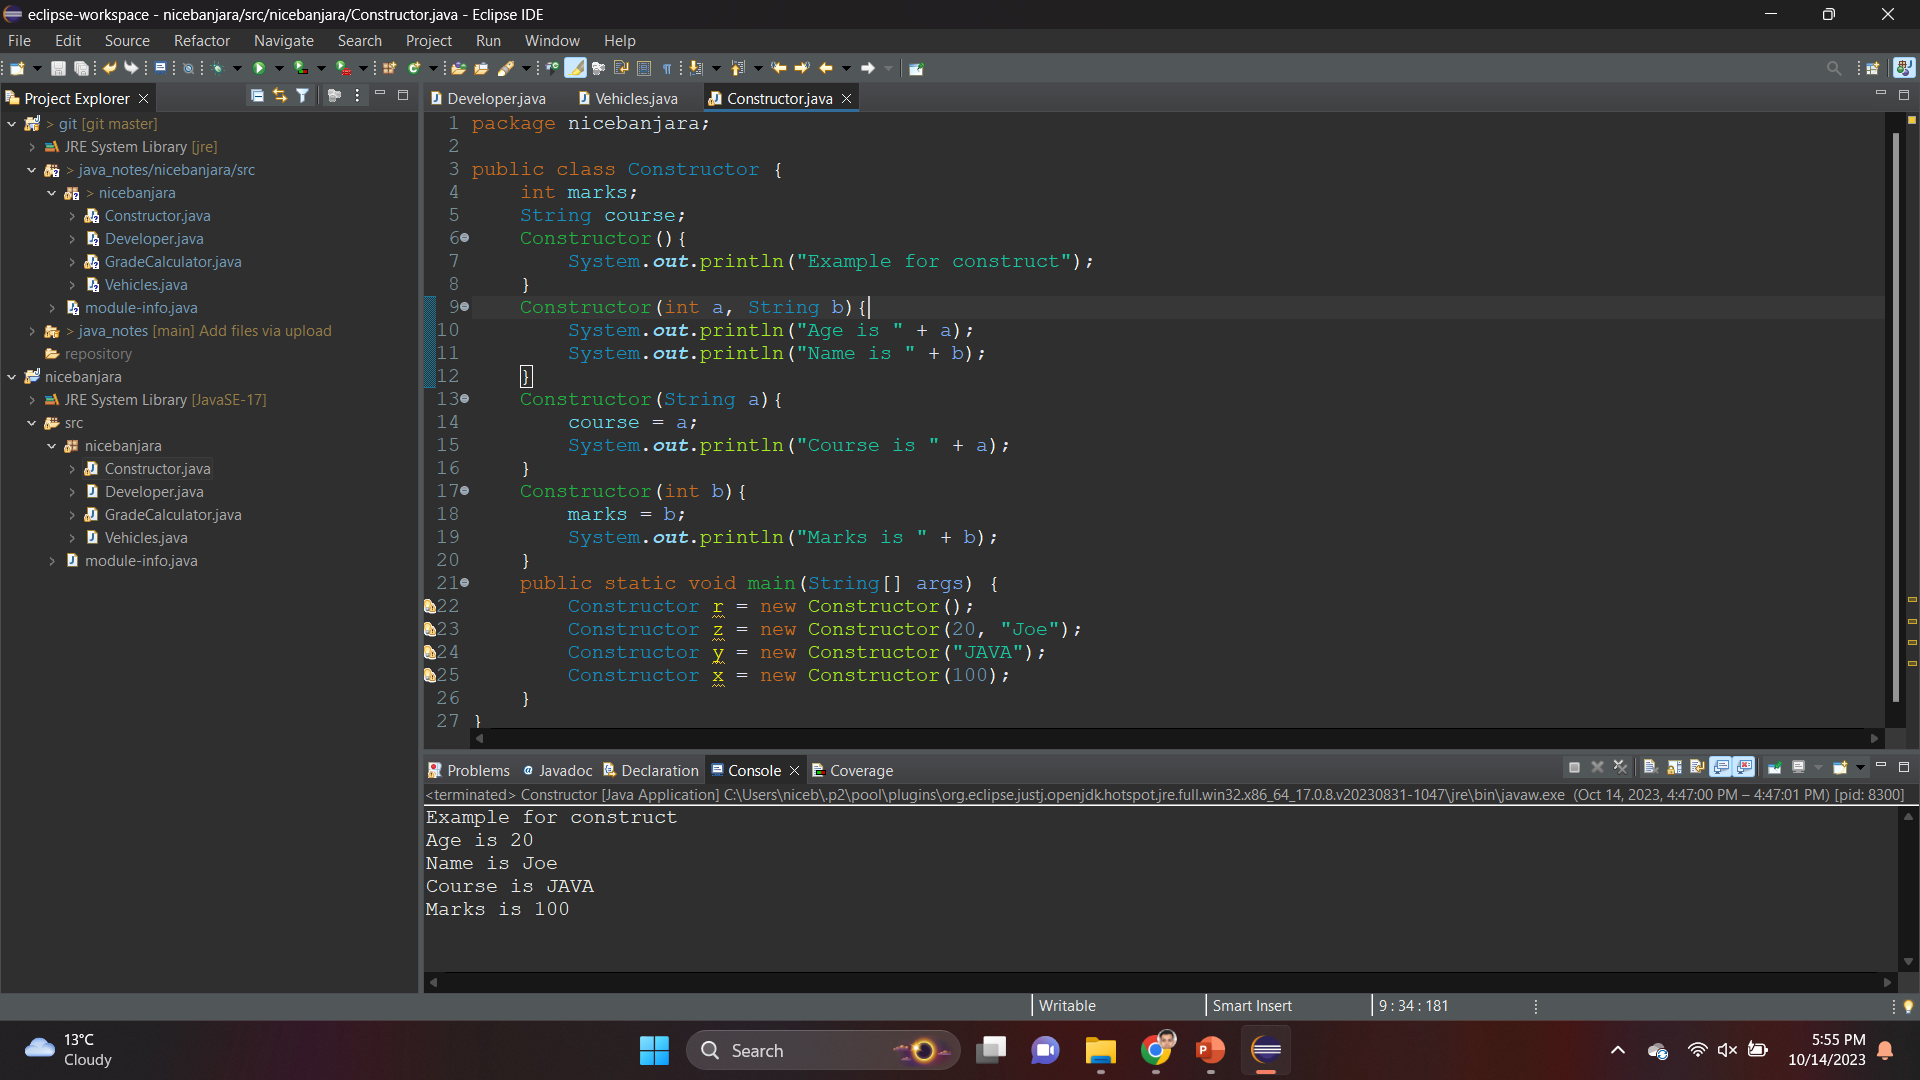 eclipse-workspace - nicebanjara/src/nicebanjara/Constructor.java - Eclipse IDE
File Edit Source Refactor Navigate Search Project Run Window Help
Project Explorer
> git [git master]
JRE System Library [jre]
> java_notes/nicebanjara/src
> nicebanjara
Constructor.java
Developer.java
GradeCalculator.java
Vehicles.java
module-info.java
> java_notes [main] Add files via upload
repository
nicebanjara
JRE System Library [JavaSE-17]
src
nicebanjara
Constructor.java
Developer.java
GradeCalculator.java
Vehicles.java
module-info.java
Developer.java Vehicles.java Constructor.java
1 package nicebanjara;
2
3 public class Constructor {
4     int marks;
5     String course;
6     Constructor(){
7         System.out.println("Example for construct");
8     }
9     Constructor(int a, String b){
10         System.out.println("Age is " + a);
11         System.out.println("Name is " + b);
12     }
13     Constructor(String a){
14         course = a;
15         System.out.println("Course is " + a);
16     }
17     Constructor(int b){
18         marks = b;
19         System.out.println("Marks is " + b);
20     }
21     public static void main(String[] args) {
22         Constructor r = new Constructor();
23         Constructor z = new Constructor(20, "Joe");
24         Constructor y = new Constructor("JAVA");
25         Constructor x = new Constructor(100);
26     }
27 }
Problems Javadoc Declaration Console Coverage
<terminated> Constructor [Java Application] C:\Users\niceb\.p2\pool\plugins\org.eclipse.justj.openjdk.hotspot.jre.full.win32.x86_64_17.0.8.v20230831-1047\jre\bin\javaw.exe (Oct 14, 2023, 4:47:00 PM – 4:47:01 PM) [pid: 8300]
Example for construct
Age is 20
Name is Joe
Course is JAVA
Marks is 100
Writable Smart Insert 9 : 34 : 181
13°C
Cloudy
Search
5:55 PM
10/14/2023